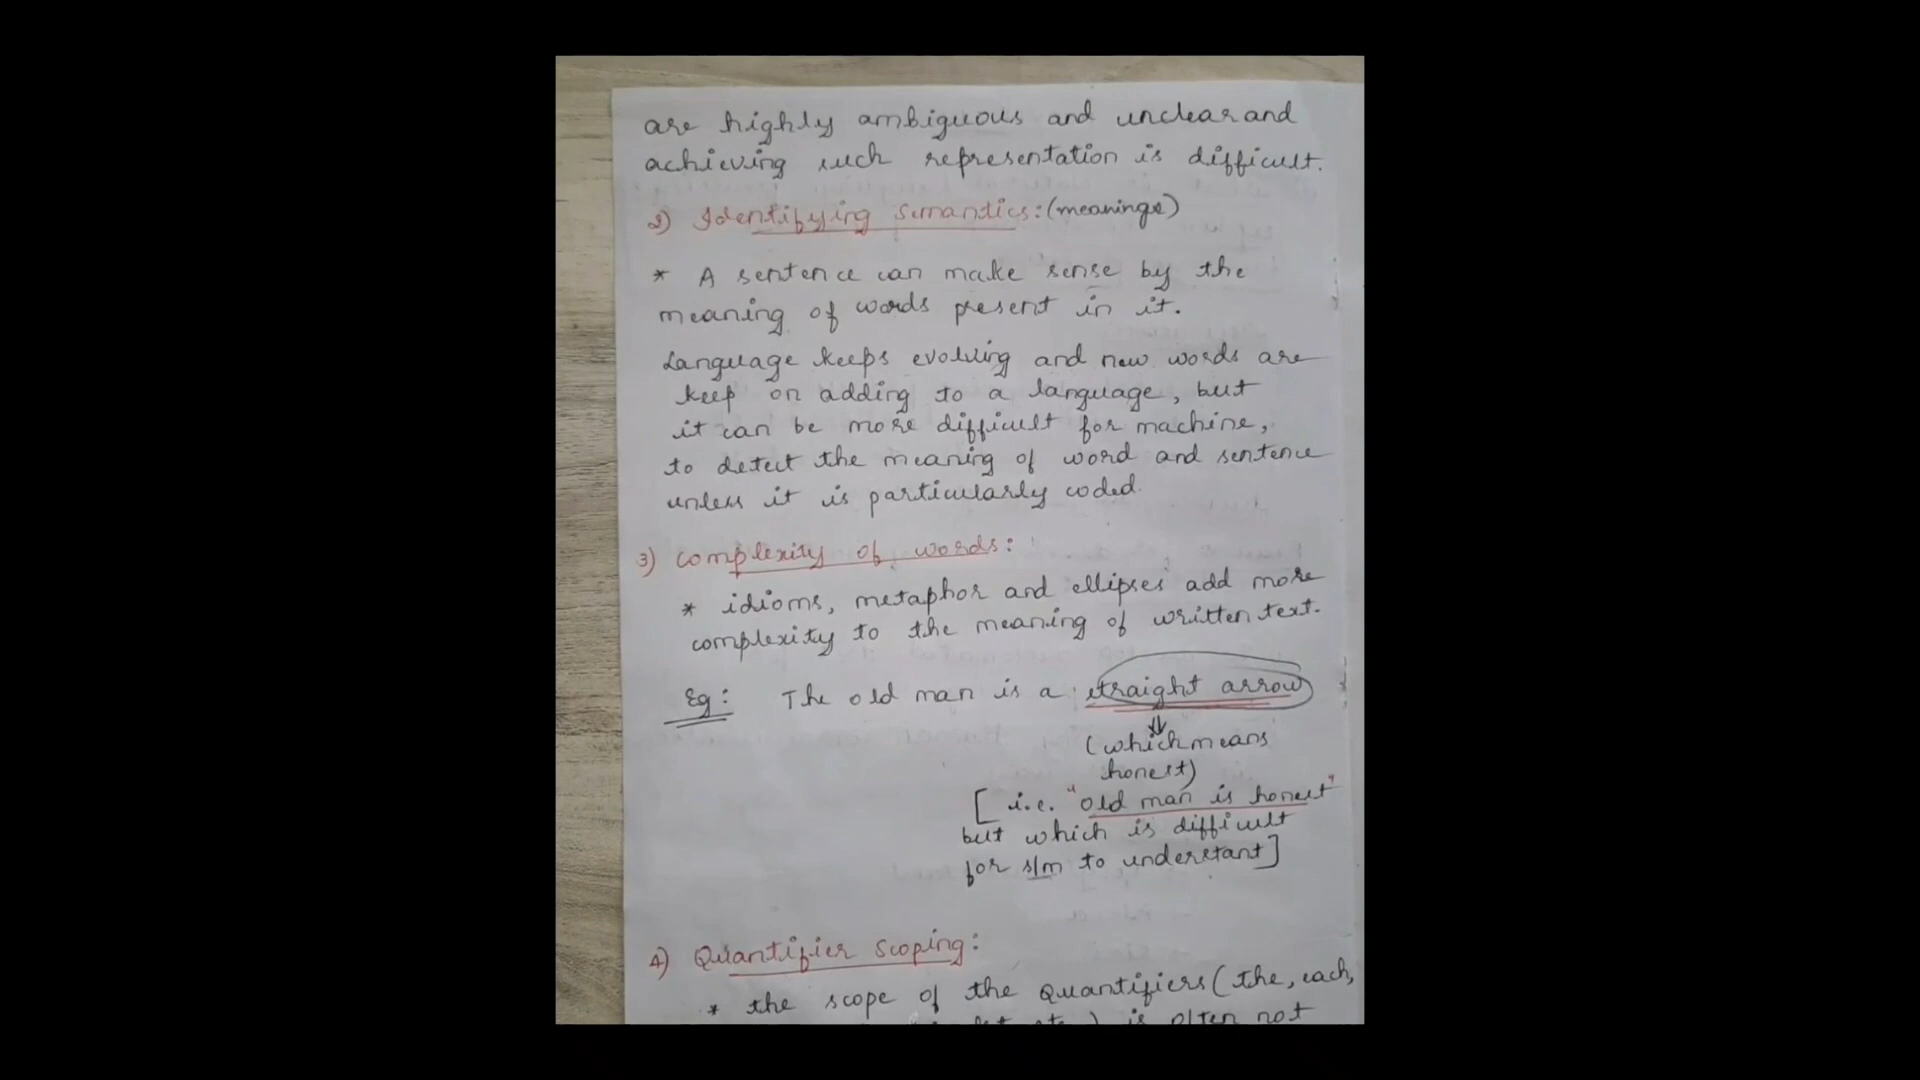 are highly ambiguous and unclear and
achieving such representation is difficult.
2) Identifying Semantics: (meanings)
* A sentence can make sense by the
meaning of words present in it.
Language keeps evolving and new words are
keep on adding to a language, but
it can be more difficult for machine,
to detect the meaning of word and sentence
unless it is particularly coded.
3) complexity of words:
* idioms, metaphor and ellipses add more
complexity to the meaning of written text.
Eg: The old man is a straight arrow
(which means
honest)
[ i.e. "old man is honest"
but which is difficult
for s/m to understant]
4) Quantifier Scoping:
* the scope of the Quantifiers (the, each,
is often not